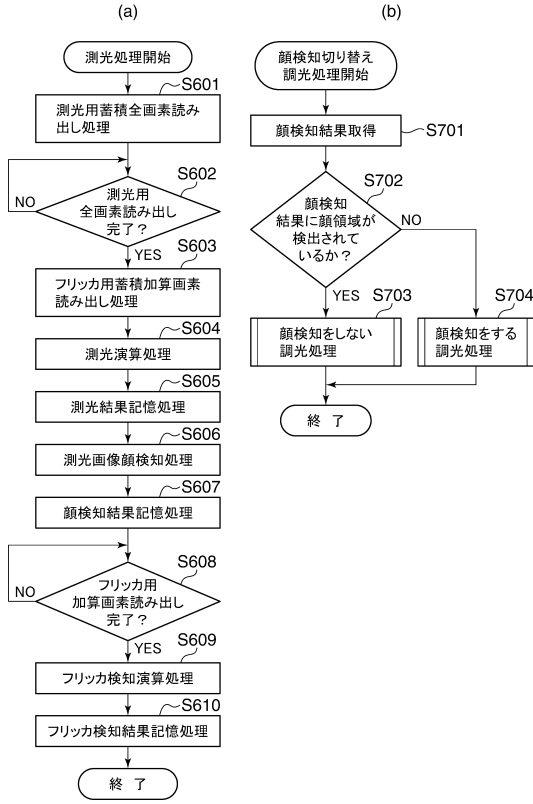 (a)
測光処理開始
S601
測光用蓄積全画素読み
出し処理
S602
測光用
全画素読み出し
完了？
NO
YES
S603
フリッカ用蓄積加算画素
読み出し処理
S604
測光演算処理
S605
測光結果記憶処理
S606
測光画像顔検知処理
S607
顔検知結果記憶処理
S608
フリッカ用
加算画素読み出し
完了？
NO
YES
S609
フリッカ検知演算処理
S610
フリッカ検知結果記憶処理
終 了
(b)
顔検知切り替え
調光処理開始
顔検知結果取得
S701
S702
顔検知
結果に顔領域が
検出されて
いるか？
NO
YES
S703
顔検知をしない
調光処理
S704
顔検知をする
調光処理
終 了